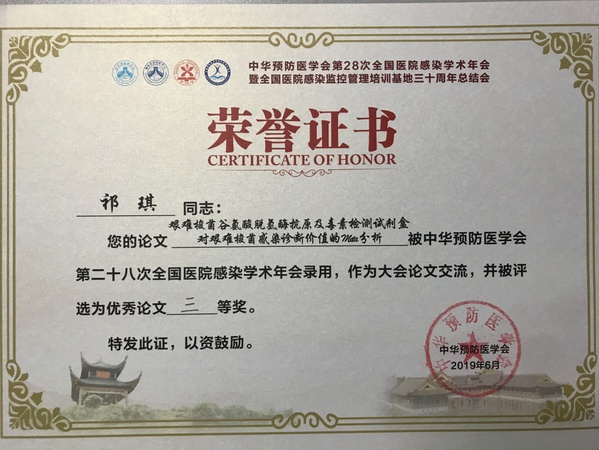 中华预防医学会第28次全国医院感染学术年会
暨全国医院感染监控管理培训基地三十周年总结会
荣誉证书
CERTIFICATE OF HONOR
祁琪 同志：
艰难梭菌谷氨酸脱氢酶抗原及毒素检测试剂盒
您的论文 对艰难梭菌感染诊断价值的Meta分析 被中华预防医学会
第二十八次全国医院感染学术年会录用，作为大会论文交流，并被评
选为优秀论文 三 等奖。
特发此证，以资鼓励。
中华预防医学会
中华预防医学会
2019年6月